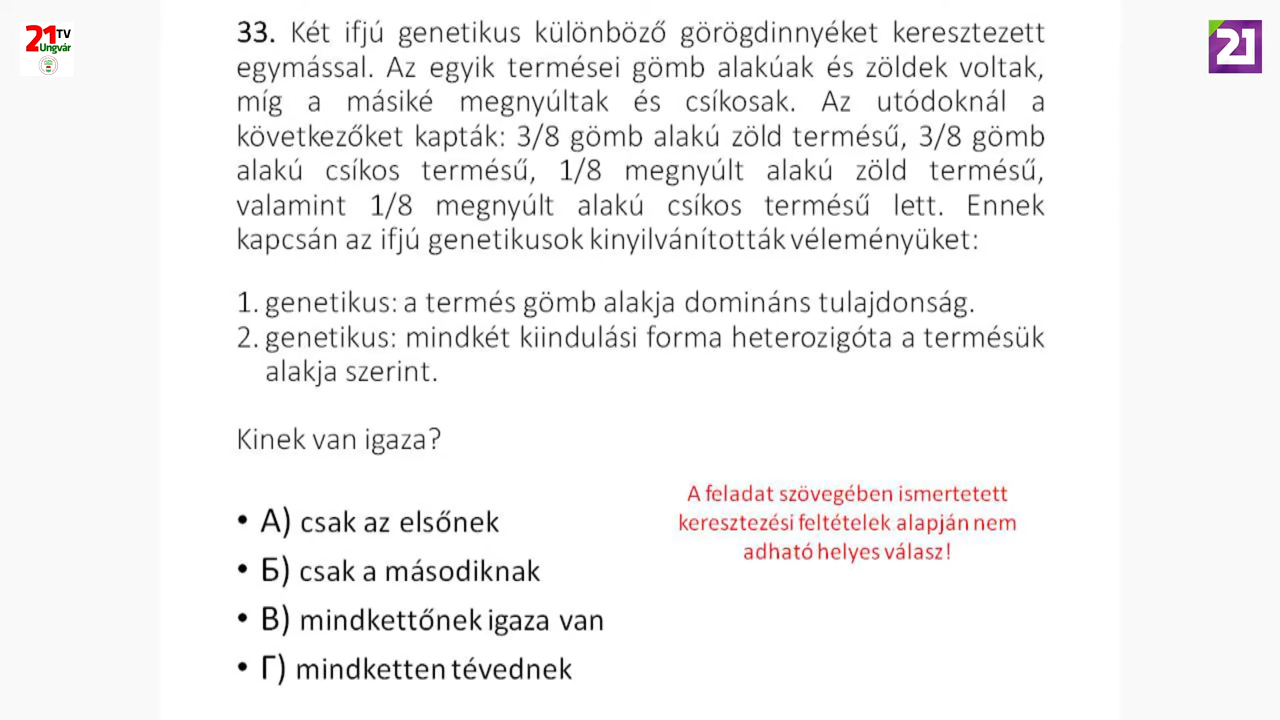 21 TV
Ungvár
21
33. Két ifjú genetikus különböző görögdinnyéket keresztezett
egymással. Az egyik termései gömb alakúak és zöldek voltak,
míg a másiké megnyúltak és csíkosak. Az utódoknál a
következőket kapták: 3/8 gömb alakú zöld termésű, 3/8 gömb
alakú csíkos termésű, 1/8 megnyúlt alakú zöld termésű,
valamint 1/8 megnyúlt alakú csíkos termésű lett. Ennek
kapcsán az ifjú genetikusok kinyilvánították véleményüket:
1. genetikus: a termés gömb alakja domináns tulajdonság.
2. genetikus: mindkét kiindulási forma heterozigóta a termésük
alakja szerint.
Kinek van igaza?
• А) csak az elsőnek
• Б) csak a másodiknak
• В) mindkettőnek igaza van
• Г) mindketten tévednek
A feladat szövegében ismertetett
keresztezési feltételek alapján nem
adható helyes válasz!